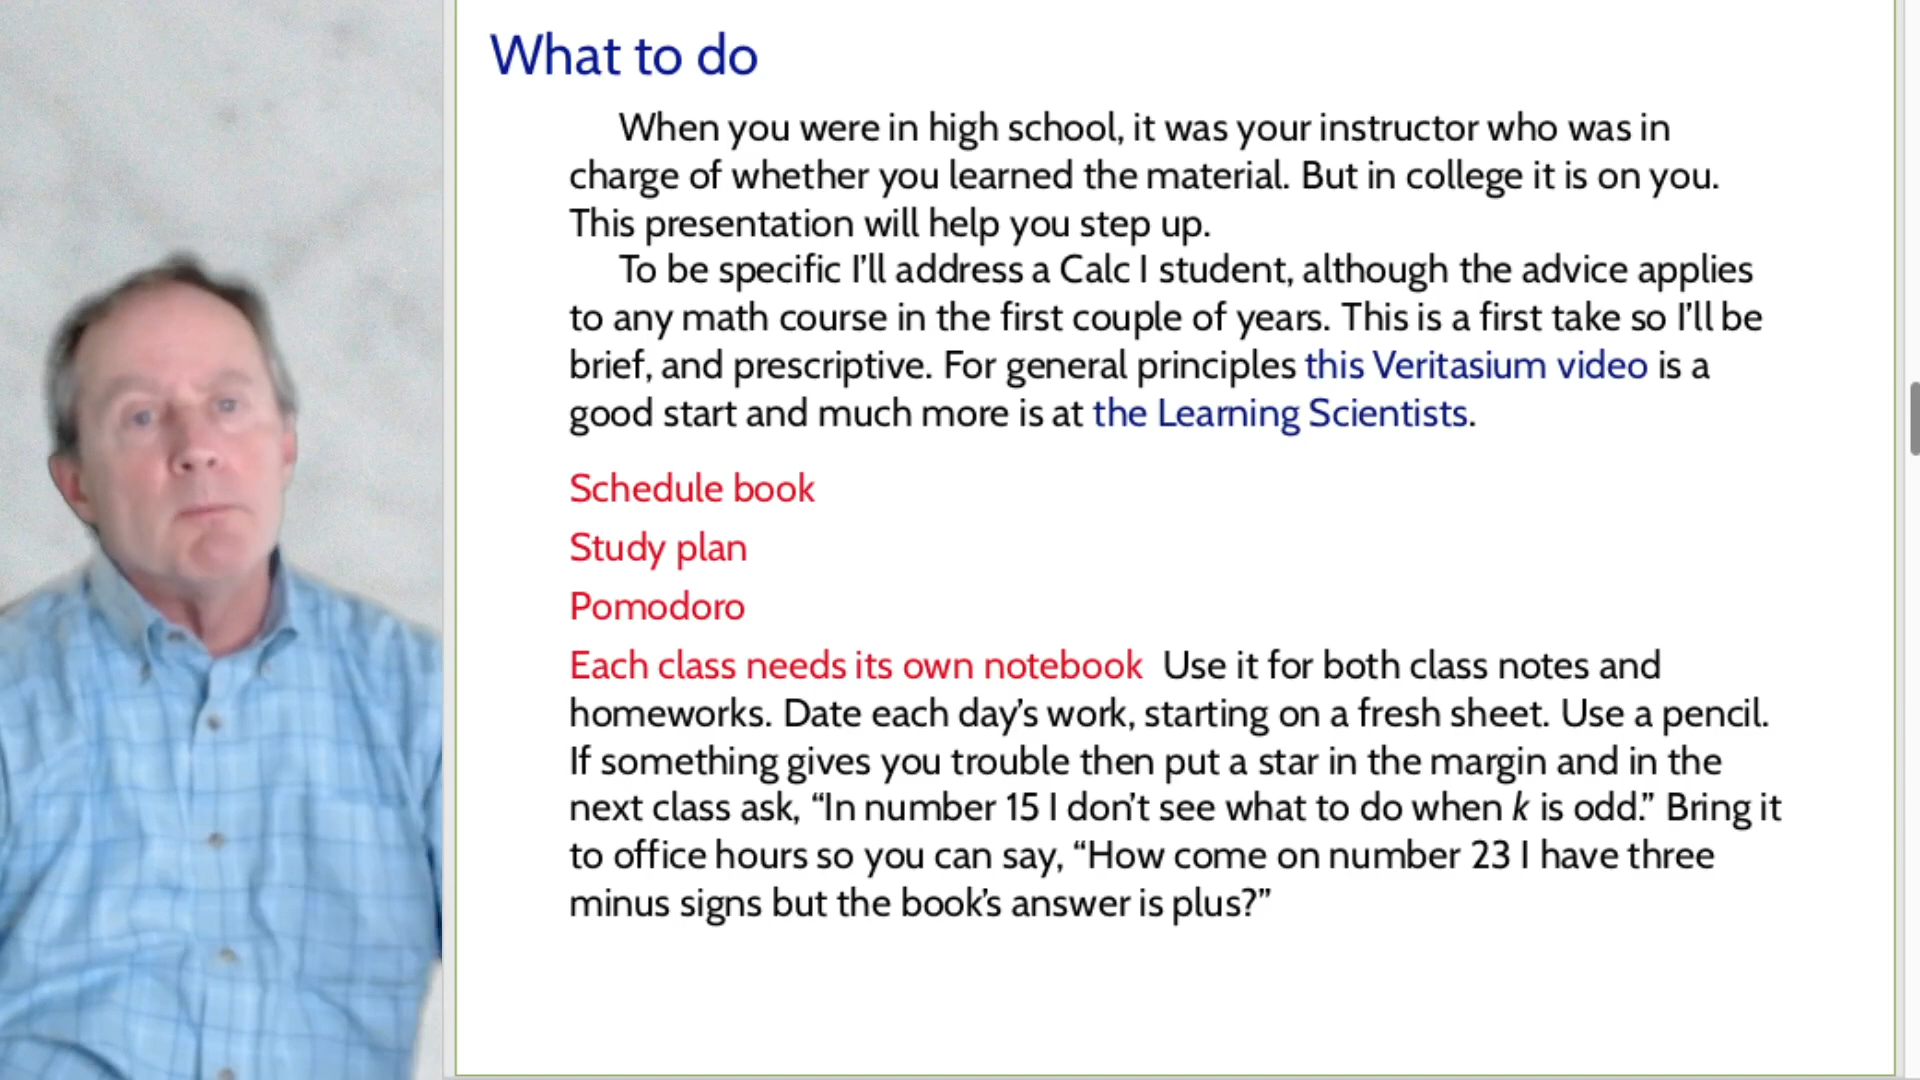 What to do
When you were in high school, it was your instructor who was in
charge of whether you learned the material. But in college it is on you.
This presentation will help you step up.
To be specific I’ll address a Calc I student, although the advice applies
to any math course in the first couple of years. This is a first take so I’ll be
brief, and prescriptive. For general principles this Veritasium video is a
good start and much more is at the Learning Scientists.
Schedule book
Study plan
Pomodoro
Each class needs its own notebook Use it for both class notes and
homeworks. Date each day’s work, starting on a fresh sheet. Use a pencil.
If something gives you trouble then put a star in the margin and in the
next class ask, “In number 15 I don’t see what to do when k is odd.” Bring it
to office hours so you can say, “How come on number 23 I have three
minus signs but the book’s answer is plus?”